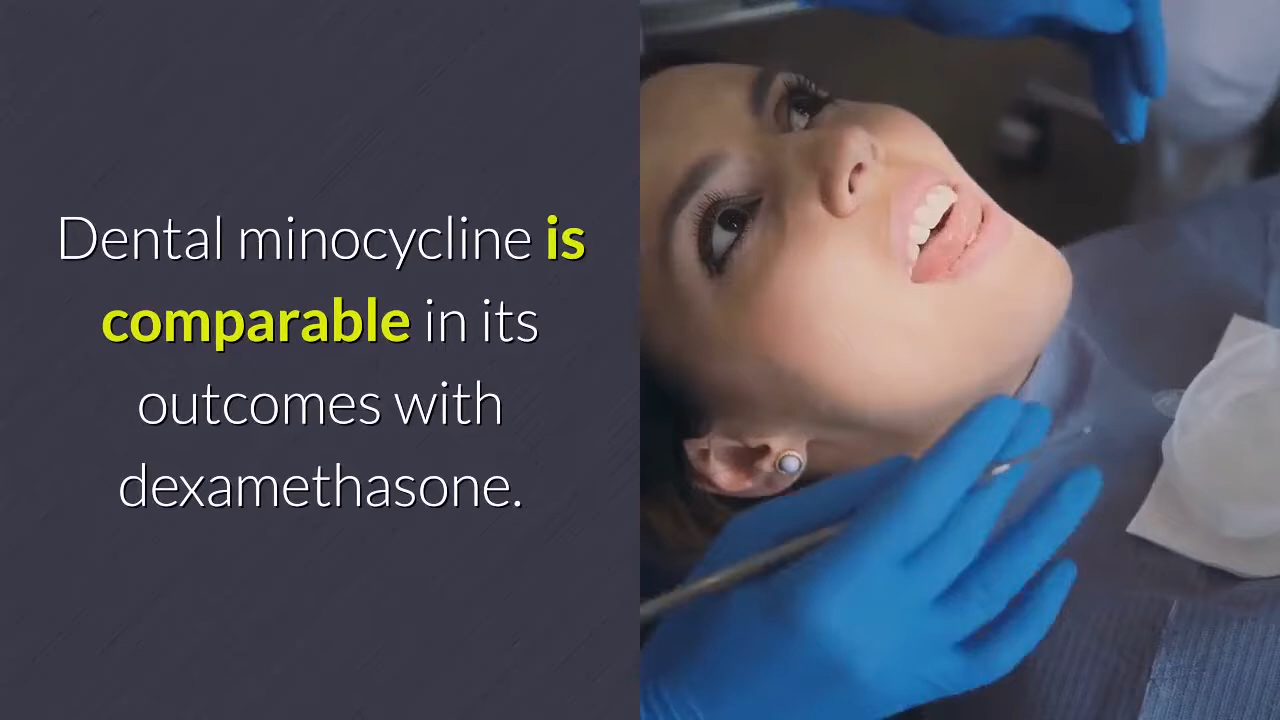 Dental minocycline is
comparable in its
outcomes with
dexamethasone.